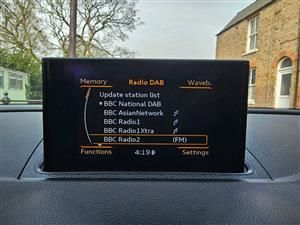 Memory Radio DAB Waveb.
Update station list
BBC National DAB
BBC AsianNetwork
BBC Radio1
BBC Radio1Xtra
BBC Radio2 (FM)
Functions 4:19 Settings